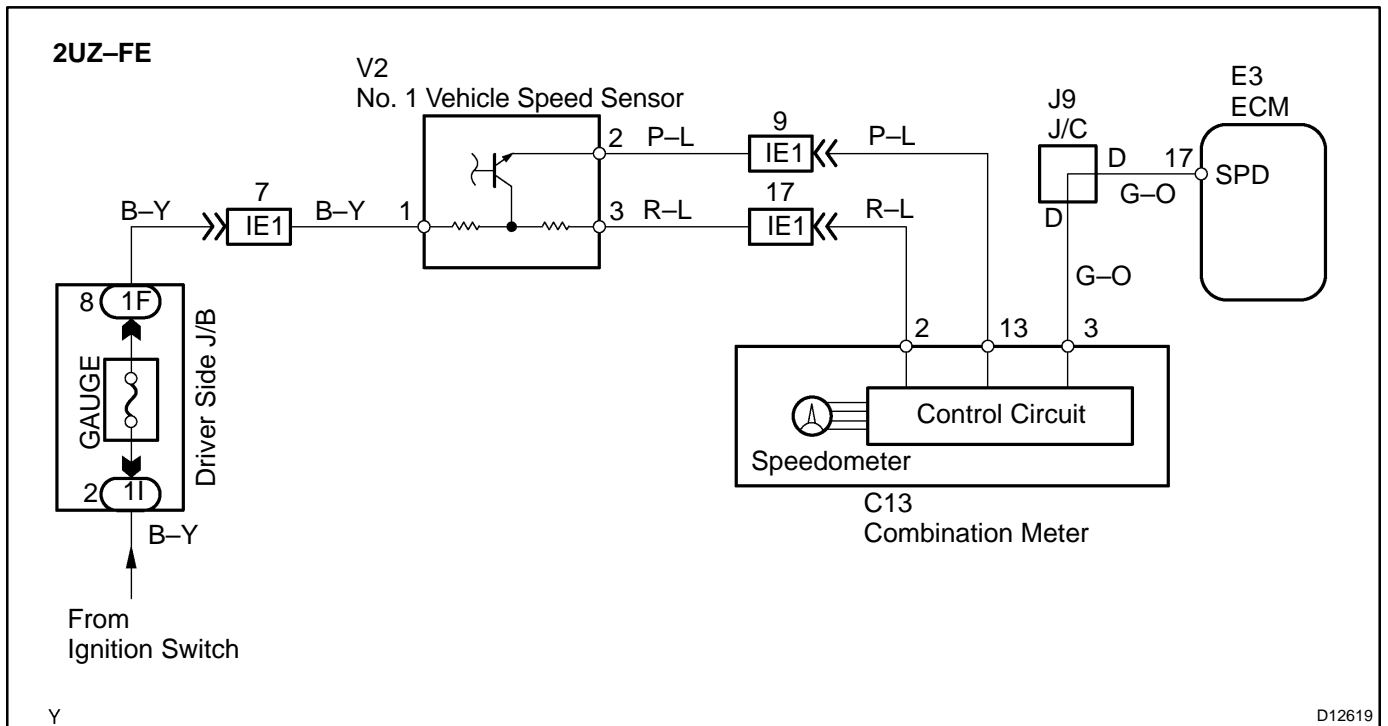 2UZ–FE
V2
No. 1 Vehicle Speed Sensor
E3
ECM
J9
J/C
2
P–L
9
IE1
P–L
D
17
SPD
G–O
7
17
B–Y
IE1
B–Y
1
3
R–L
IE1
R–L
D
G–O
8
1F
GAUGE
Driver Side J/B
2
1I
B–Y
From
Ignition Switch
2
13
3
Control Circuit
Speedometer
C13
Combination Meter
Y
D12619